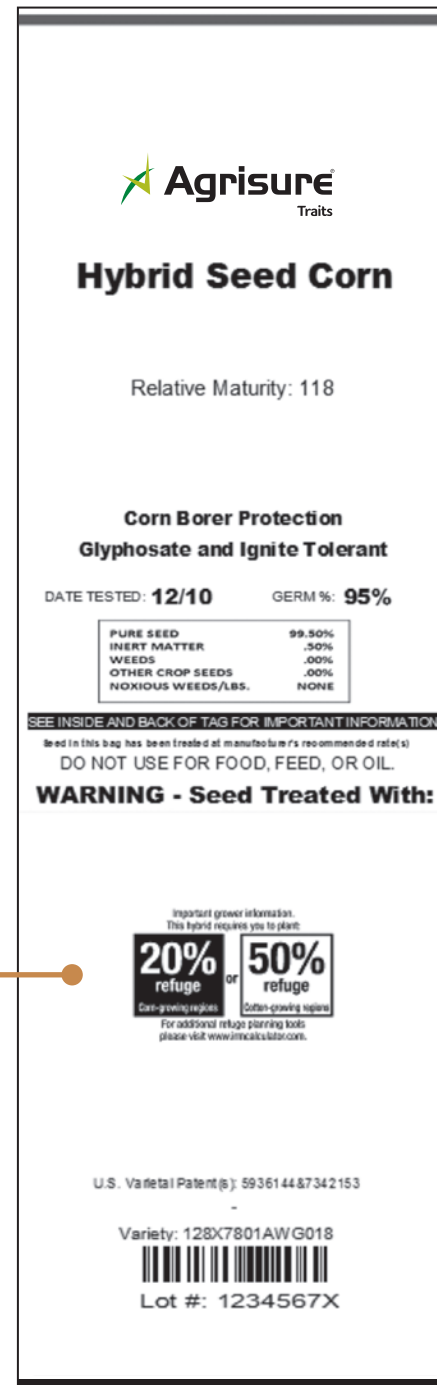 Agrisure®
Traits
Hybrid Seed Corn
Relative Maturity: 118
Corn Borer Protection
Glyphosate and Ignite Tolerant
DATE TESTED: 12/10 GERM %: 95%
PURE SEED 99.50%
INERT MATTER .50%
WEEDS .00%
OTHER CROP SEEDS .00%
NOXIOUS WEEDS/LBS. NONE
SEE INSIDE AND BACK OF TAG FOR IMPORTANT INFORMATION
Seed in this bag has been treated at manufacturer's recommended rate(s)
DO NOT USE FOR FOOD, FEED, OR OIL.
WARNING - Seed Treated With:
Important grower information.
This hybrid requires you to plant:
20% refuge Corn-growing regions
or
50% refuge Cotton-growing regions
For additional refuge planning tools
please visit www.irmcalculator.com.
U.S. Varietal Patent(s): 5936144&7342153
-
Variety: 128X7801AWG018
Lot #: 1234567X